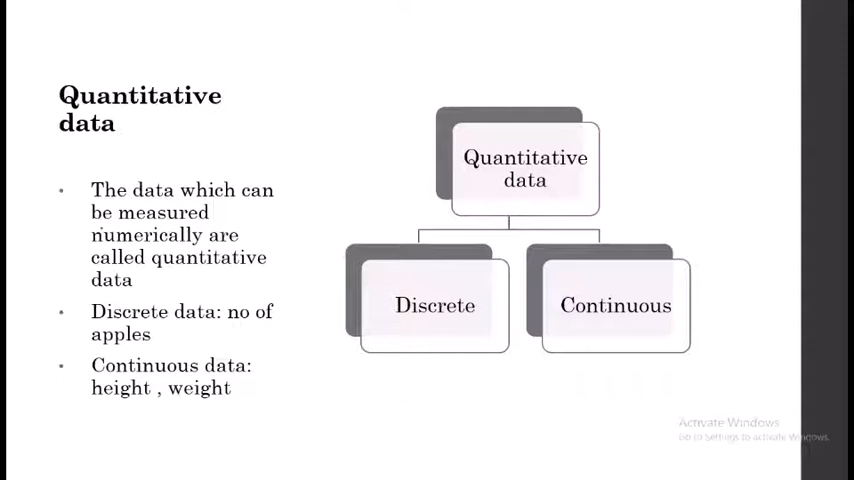 Quantitative
data
• The data which can
be measured
numerically are
called quantitative
data
• Discrete data: no of
apples
• Continuous data:
height , weight
Quantitative
data
Discrete
Continuous
Activate Windows
Go to Settings to activate Windows.